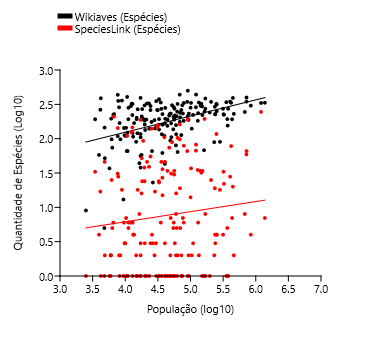 Wikiaves (Espécies)
SpeciesLink (Espécies)
Quantidade de Espécies (Log10)
3.0
2.5
2.0
1.5
1.0
0.5
0.0
3.0 3.5 4.0 4.5 5.0 5.5 6.0 6.5 7.0
População (log10)